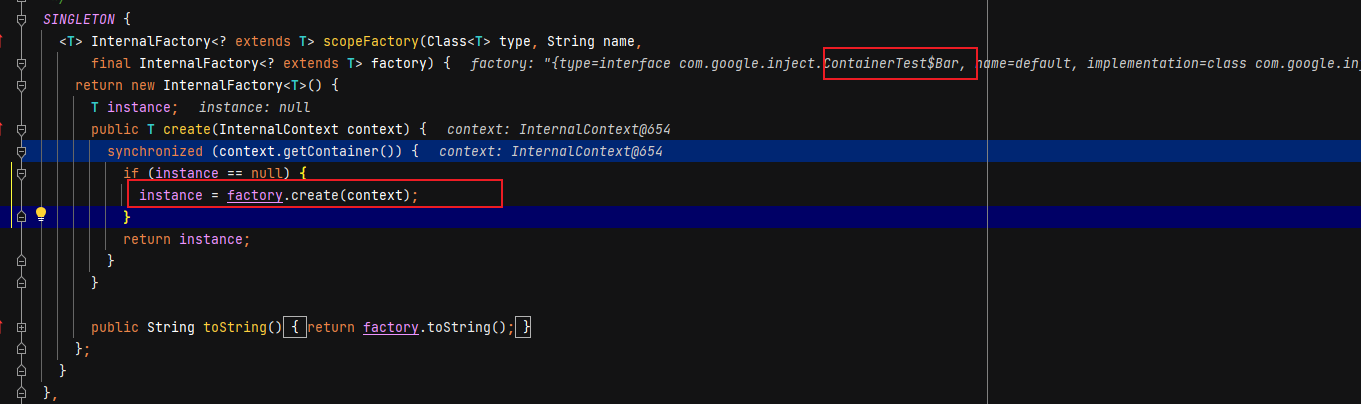 SINGLETON {
<T> InternalFactory<? extends T> scopeFactory(Class<T> type, String name,
final InternalFactory<? extends T> factory) { factory: "{type=interface com.google.inject.ContainerTest$Bar, name=default, implementation=class com.google.inj
return new InternalFactory<T>() {
T instance; instance: null
public T create(InternalContext context) { context: InternalContext@654
synchronized (context.getContainer()) { context: InternalContext@654
if (instance == null) {
instance = factory.create(context);
}
return instance;
}
}
public String toString() { return factory.toString(); }
};
}
},